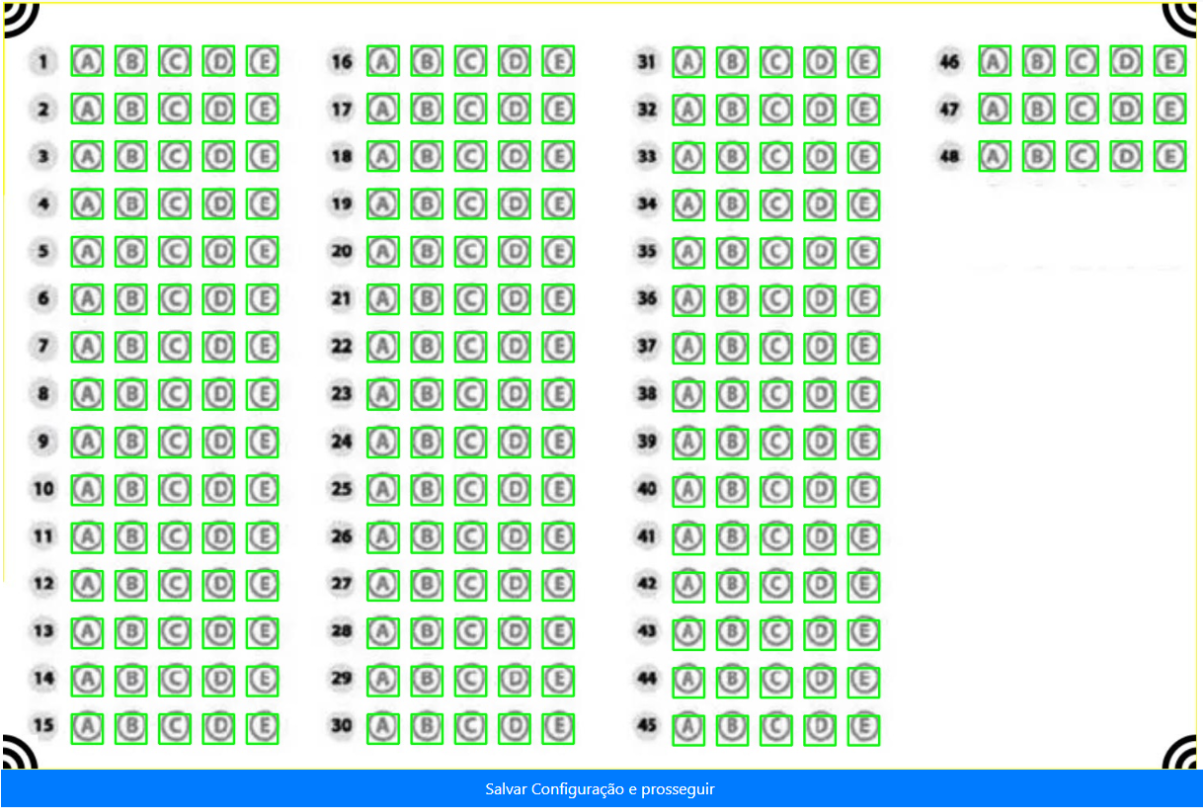 1 A B C D E 16 A B C D E 31 A B C D E 46 A B C D E
2 A B C D E 17 A B C D E 32 A B C D E 47 A B C D E
3 A B C D E 18 A B C D E 33 A B C D E 48 A B C D E
4 A B C D E 19 A B C D E 34 A B C D E
5 A B C D E 20 A B C D E 35 A B C D E
6 A B C D E 21 A B C D E 36 A B C D E
7 A B C D E 22 A B C D E 37 A B C D E
8 A B C D E 23 A B C D E 38 A B C D E
9 A B C D E 24 A B C D E 39 A B C D E
10 A B C D E 25 A B C D E 40 A B C D E
11 A B C D E 26 A B C D E 41 A B C D E
12 A B C D E 27 A B C D E 42 A B C D E
13 A B C D E 28 A B C D E 43 A B C D E
14 A B C D E 29 A B C D E 44 A B C D E
15 A B C D E 30 A B C D E 45 A B C D E
Salvar Configuração e prosseguir